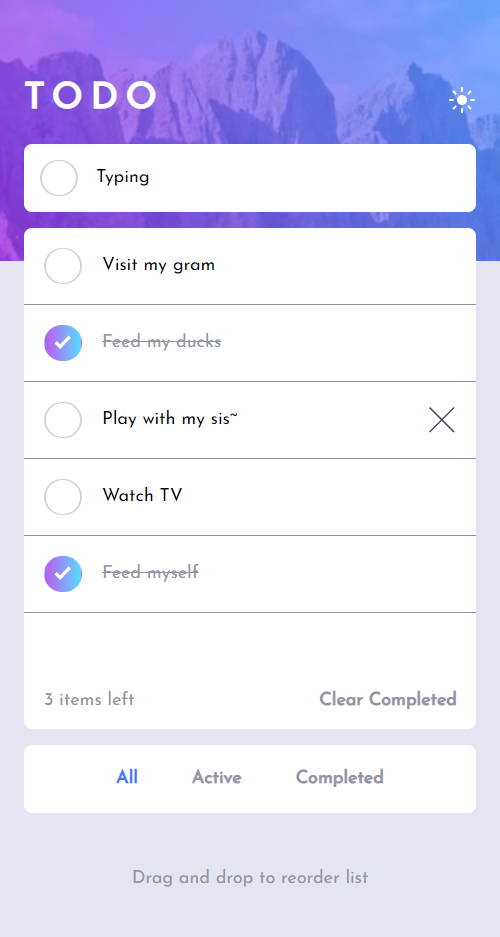 TODO
Typing
Visit my gram
Feed my ducks
Play with my sis~
Watch TV
Feed myself
3 items left Clear Completed
All Active Completed
Drag and drop to reorder list